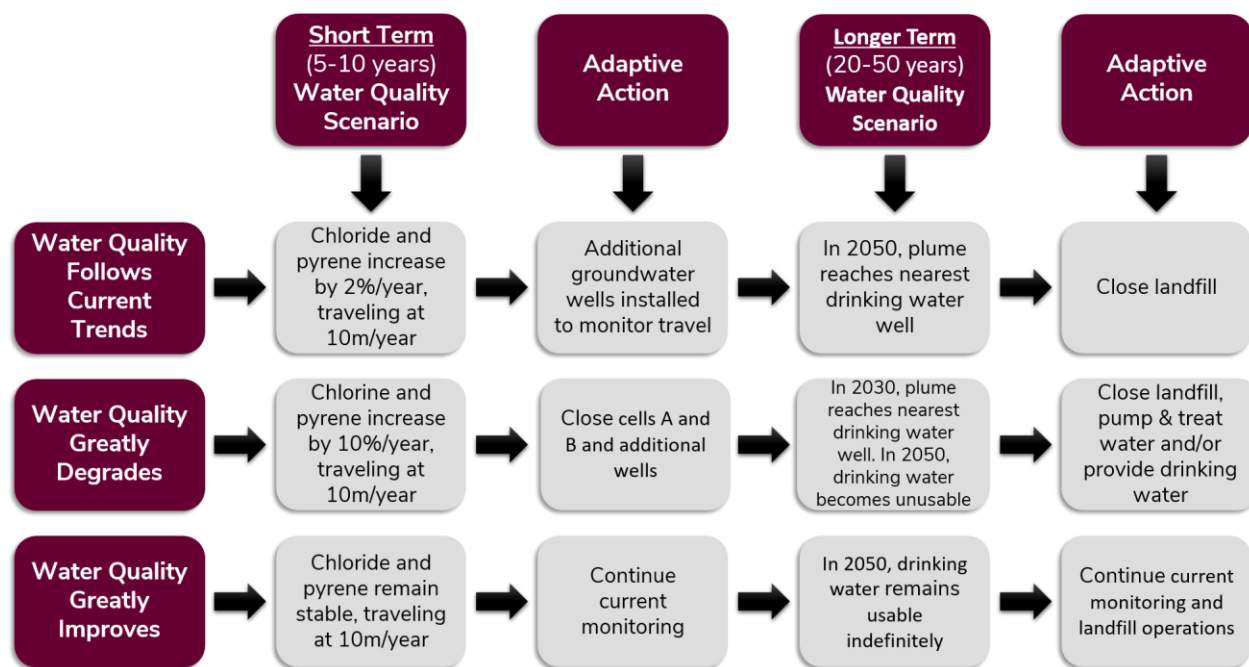 Short Term
(5-10 years)
Water Quality
Scenario
Adaptive
Action
Longer Term
(20-50 years)
Water Quality
Scenario
Adaptive
Action
Water Quality
Follows
Current
Trends
Chloride and
pyrene increase
by 2%/year,
traveling at
10m/year
Additional
groundwater
wells installed
to monitor travel
In 2050, plume
reaches nearest
drinking water
well
Close landfill
Water Quality
Greatly
Degrades
Chlorine and
pyrene increase
by 10%/year,
traveling at
10m/year
Close cells A and
B and additional
wells
In 2030, plume
reaches nearest
drinking water
well. In 2050,
drinking water
becomes unusable
Close landfill,
pump & treat
water and/or
provide drinking
water
Water Quality
Greatly
Improves
Chloride and
pyrene remain
stable, traveling
at 10m/year
Continue
current
monitoring
In 2050, drinking
water remains
usable
indefinitely
Continue current
monitoring and
landfill operations